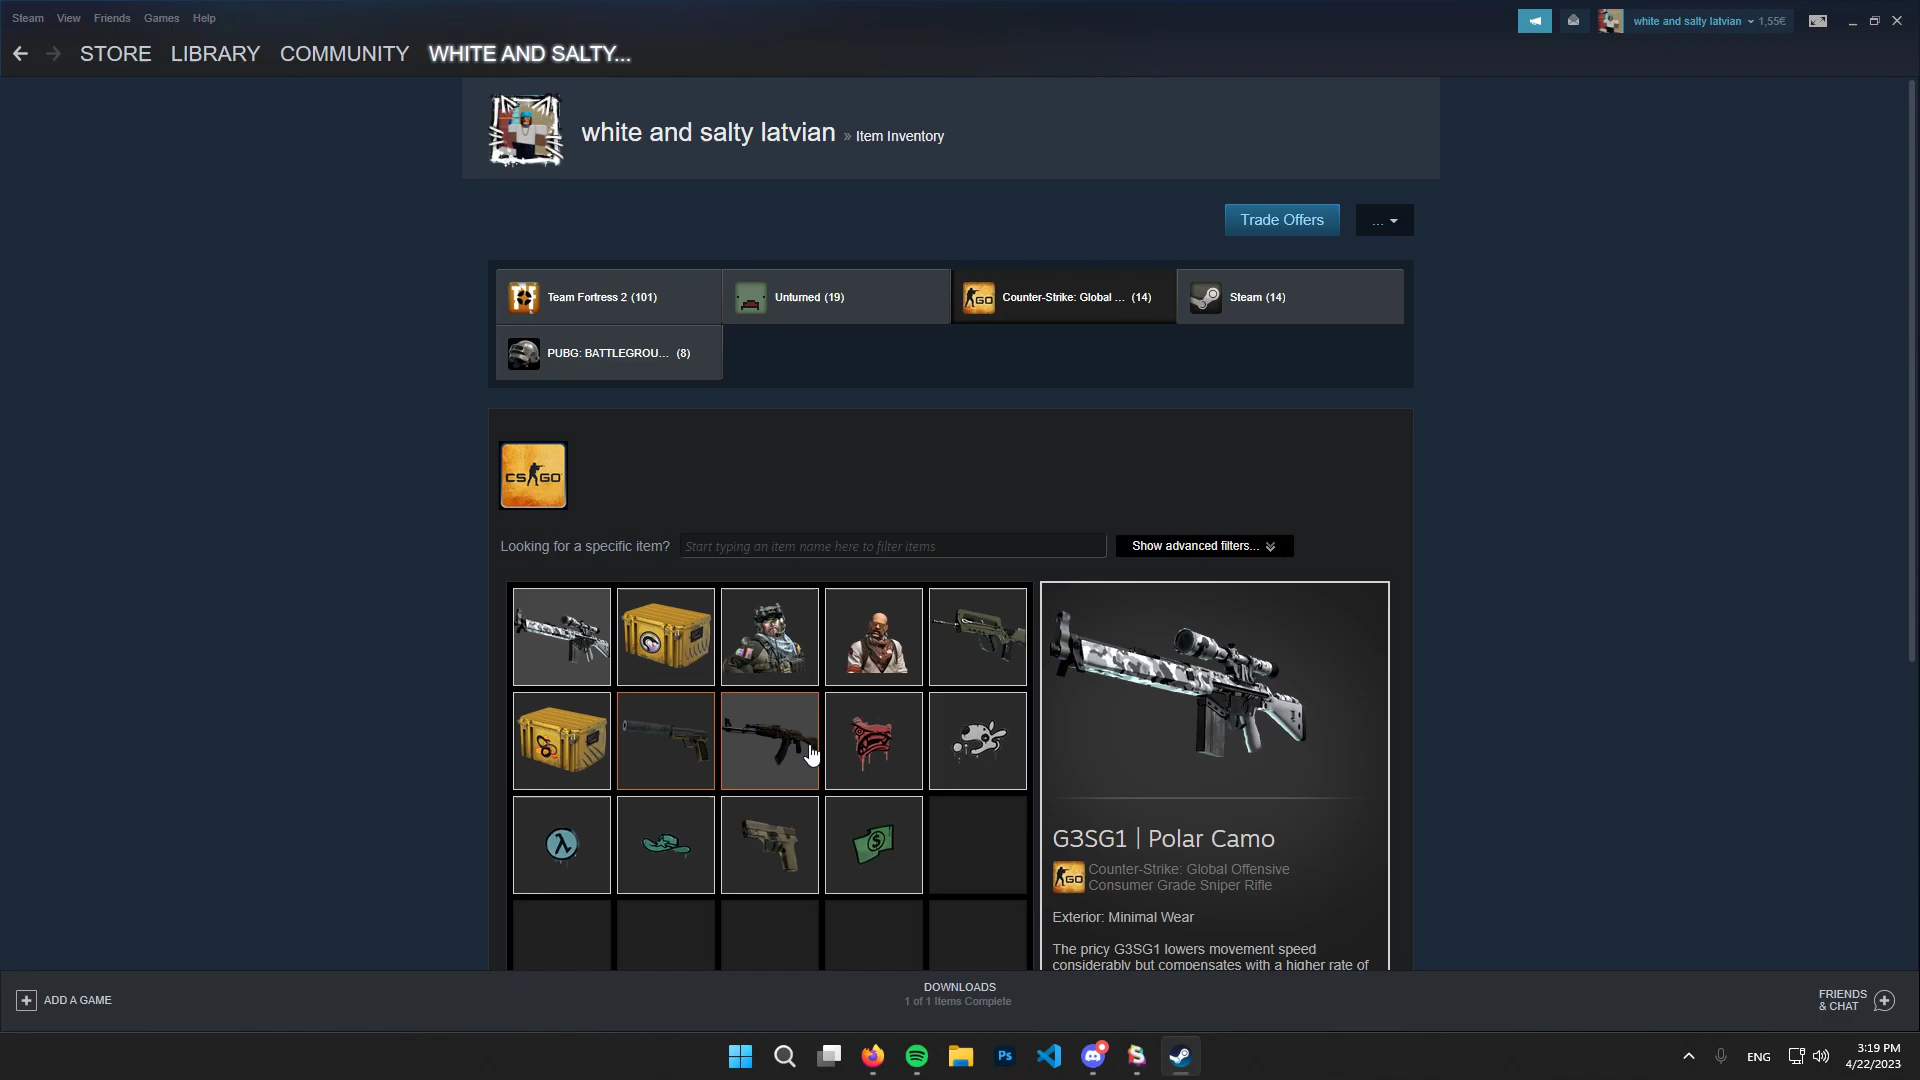 Steam View Friends Games Help
white and salty latvian 1,55€
STORE LIBRARY COMMUNITY WHITE AND SALTY...
white and salty latvian » Item Inventory
Trade Offers ...
Team Fortress 2 (101) Unturned (19) Counter-Strike: Global ... (14) Steam (14)
PUBG: BATTLEGROU... (8)
CS GO
Looking for a specific item? Start typing an item name here to filter items Show advanced filters...
G3SG1 | Polar Camo
Counter-Strike: Global Offensive
Consumer Grade Sniper Rifle
Exterior: Minimal Wear
The pricy G3SG1 lowers movement speed
considerably but compensates with a higher rate of
ADD A GAME
DOWNLOADS
1 of 1 Items Complete
FRIENDS
& CHAT
Ps
ENG
3:19 PM
4/22/2023